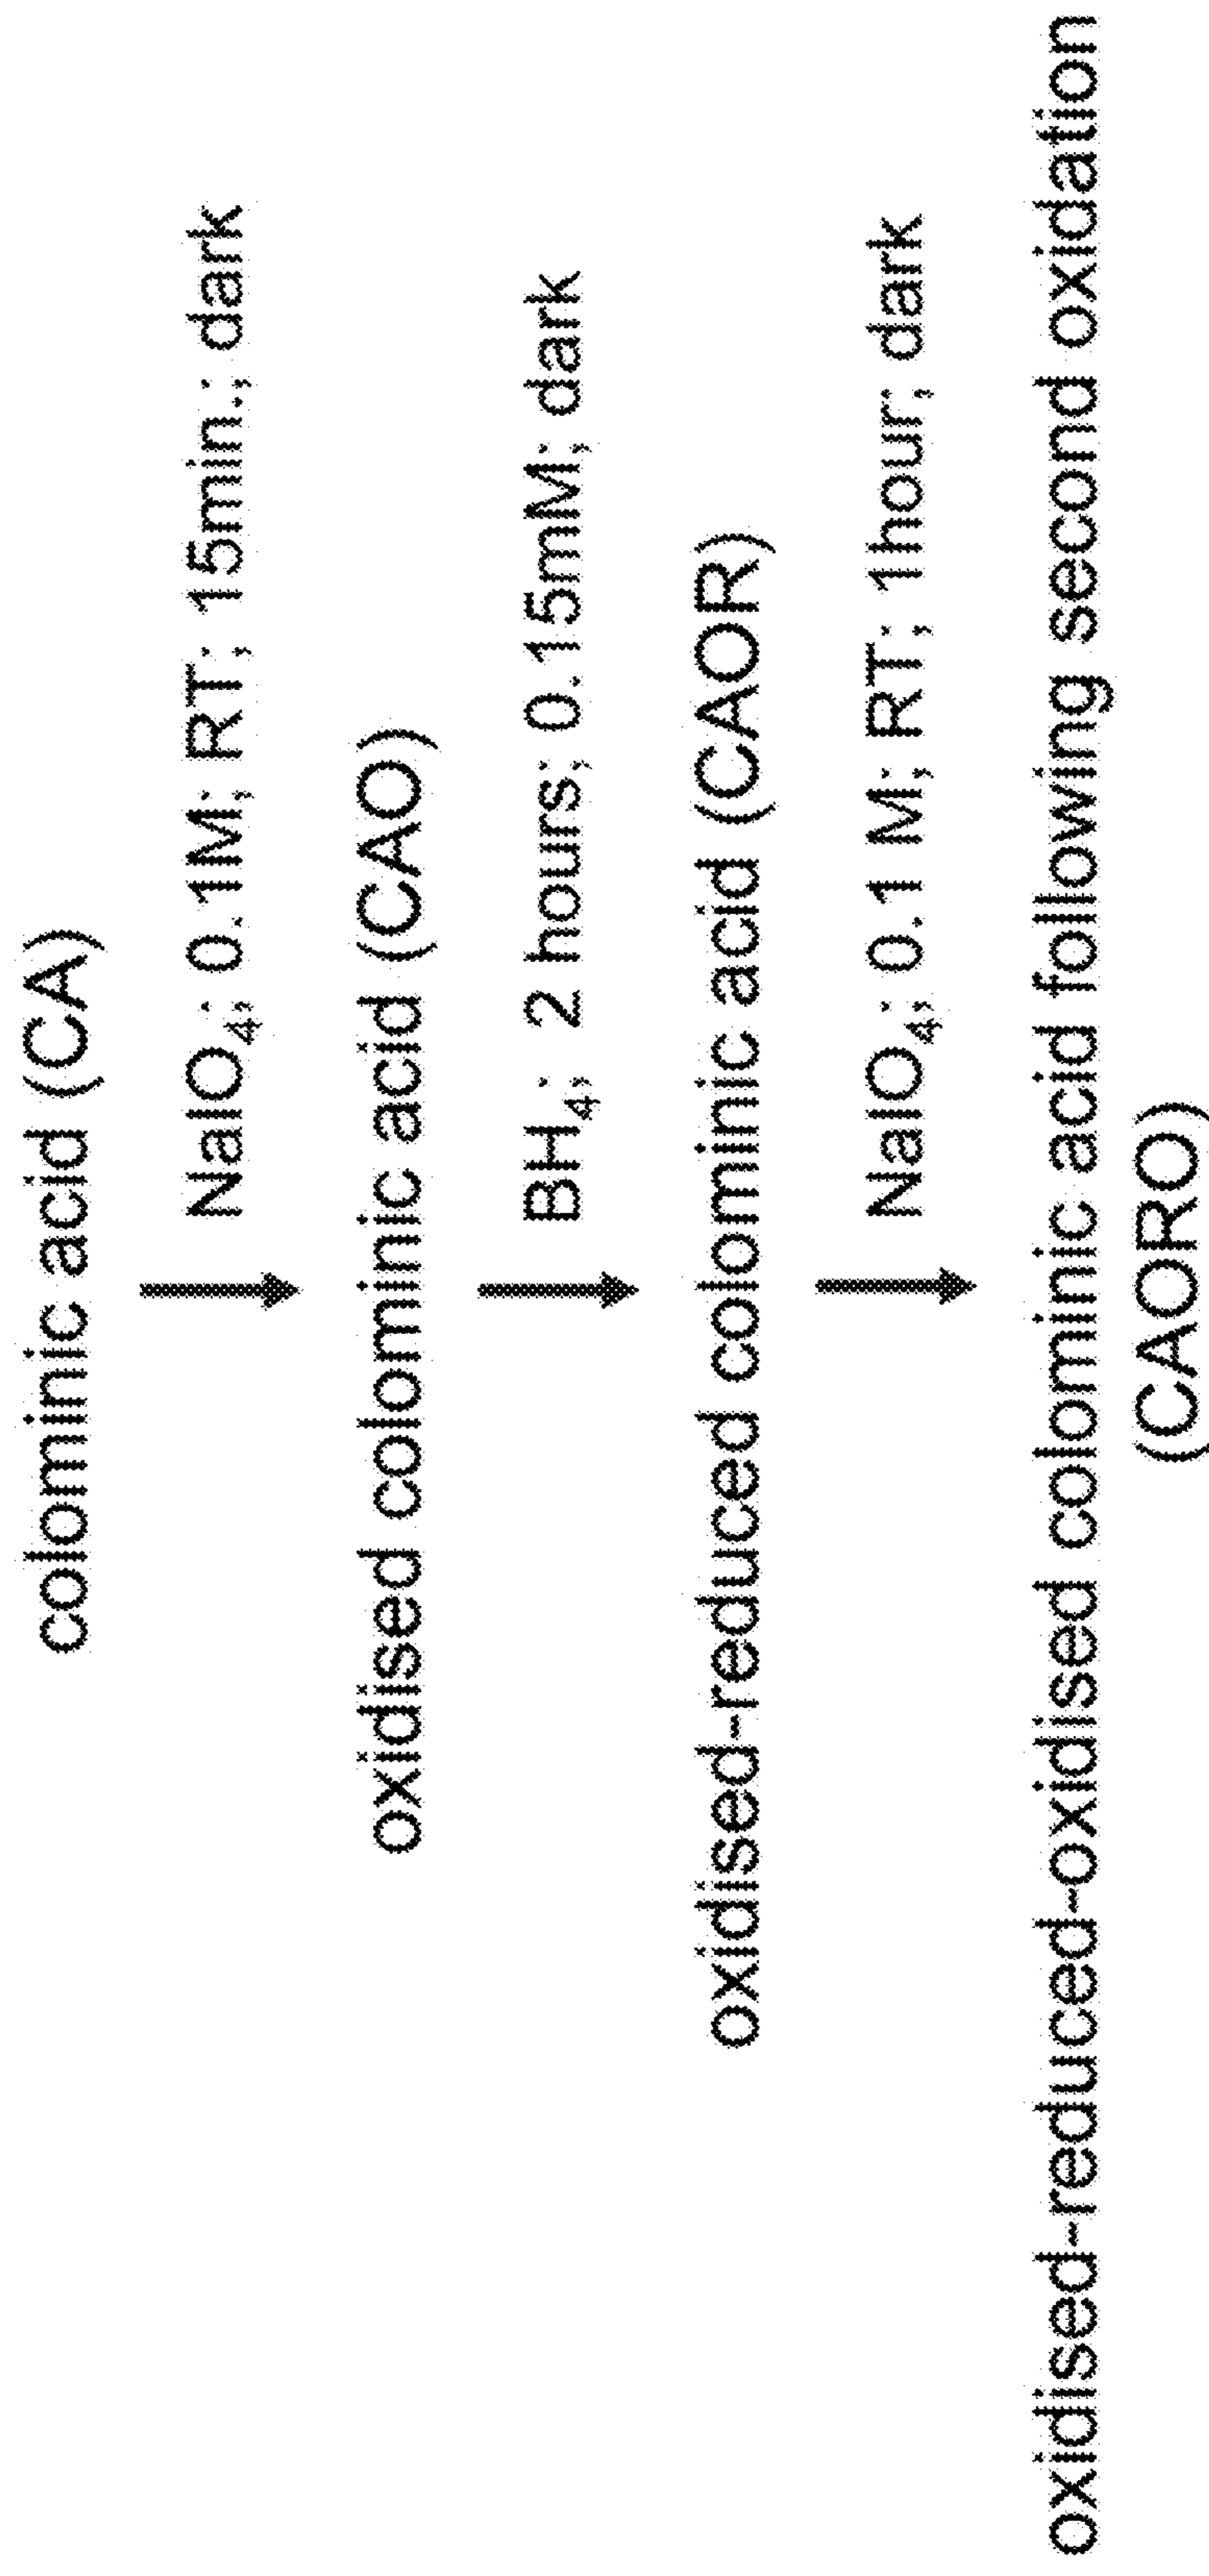 colominic acid (CA)
NaIO₄; 0.1M; RT; 15min.; dark
oxidised colominic acid (CAO)
BH₄; 2 hours; 0.15mM; dark
oxidised-reduced colominic acid (CAOR)
NaIO₄; 0.1 M; RT; 1hour; dark
oxidised-reduced-oxidised colominic acid following second oxidation
(CAORO)